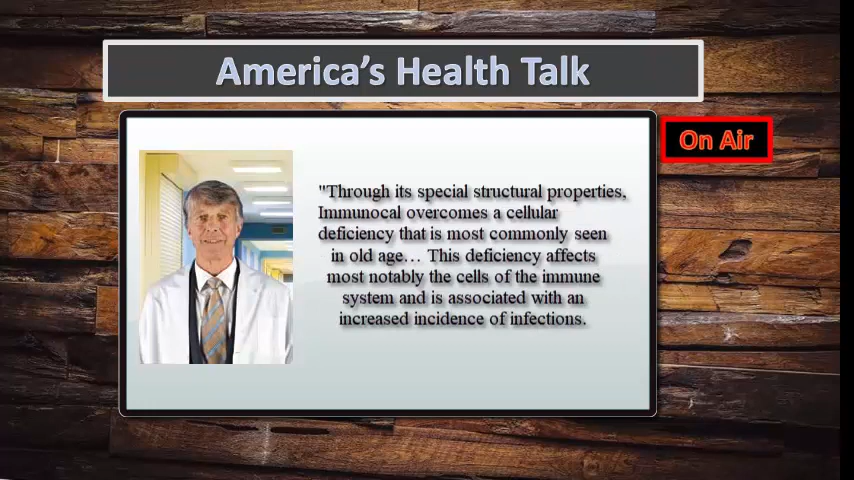 America's Health Talk
On Air
"Through its special structural properties,
Immunocal overcomes a cellular
deficiency that is most commonly seen
in old age… This deficiency affects
most notably the cells of the immune
system and is associated with an
increased incidence of infections.